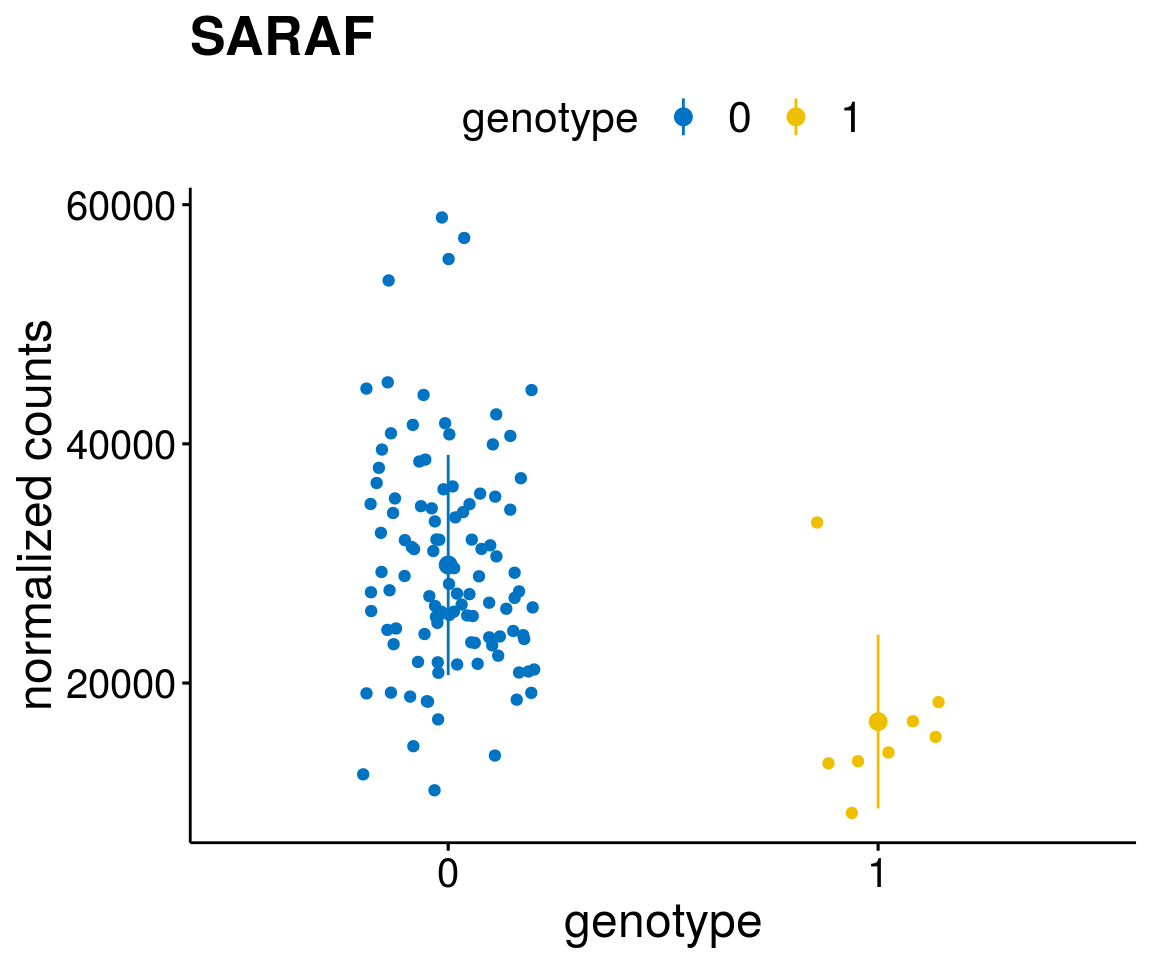 SARAF
genotype 0 1
60000
40000
20000
normalized counts
0 1
genotype